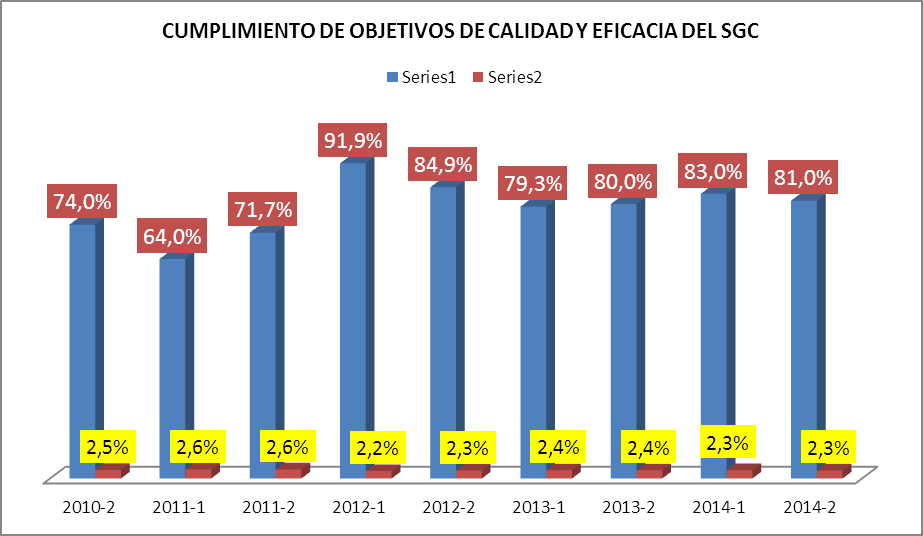 CUMPLIMIENTO DE OBJETIVOS DE CALIDAD Y EFICACIA DEL SGC
Series1 Series2
74,0% 64,0% 71,7% 91,9% 84,9% 79,3% 80,0% 83,0% 81,0%
2,5% 2,6% 2,6% 2,2% 2,3% 2,4% 2,4% 2,3% 2,3%
2010-2 2011-1 2011-2 2012-1 2012-2 2013-1 2013-2 2014-1 2014-2